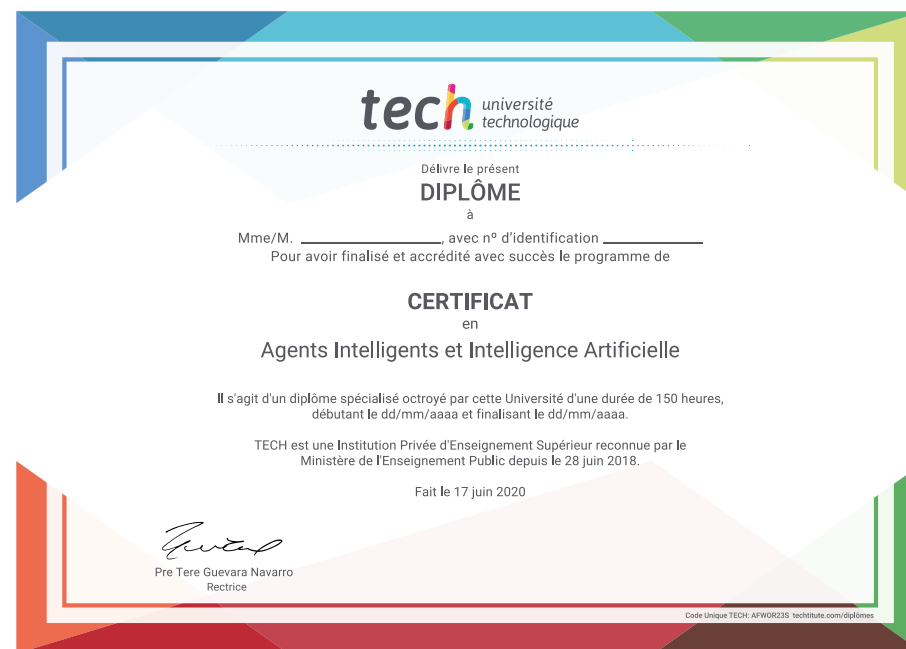 tech université
technologique
Délivre le présent
DIPLÔME
à
Mme/M. ____________________, avec nº d'identification ______________
Pour avoir finalisé et accrédité avec succès le programme de
CERTIFICAT
en
Agents Intelligents et Intelligence Artificielle
Il s'agit d'un diplôme spécialisé octroyé par cette Université d'une durée de 150 heures,
débutant le dd/mm/aaaa et finalisant le dd/mm/aaaa.
TECH est une Institution Privée d'Enseignement Supérieur reconnue par le
Ministère de l'Enseignement Public depuis le 28 juin 2018.
Fait le 17 juin 2020
Pre Tere Guevara Navarro
Rectrice
Code Unique TECH: AFWOR23S techtitute.com/diplômes